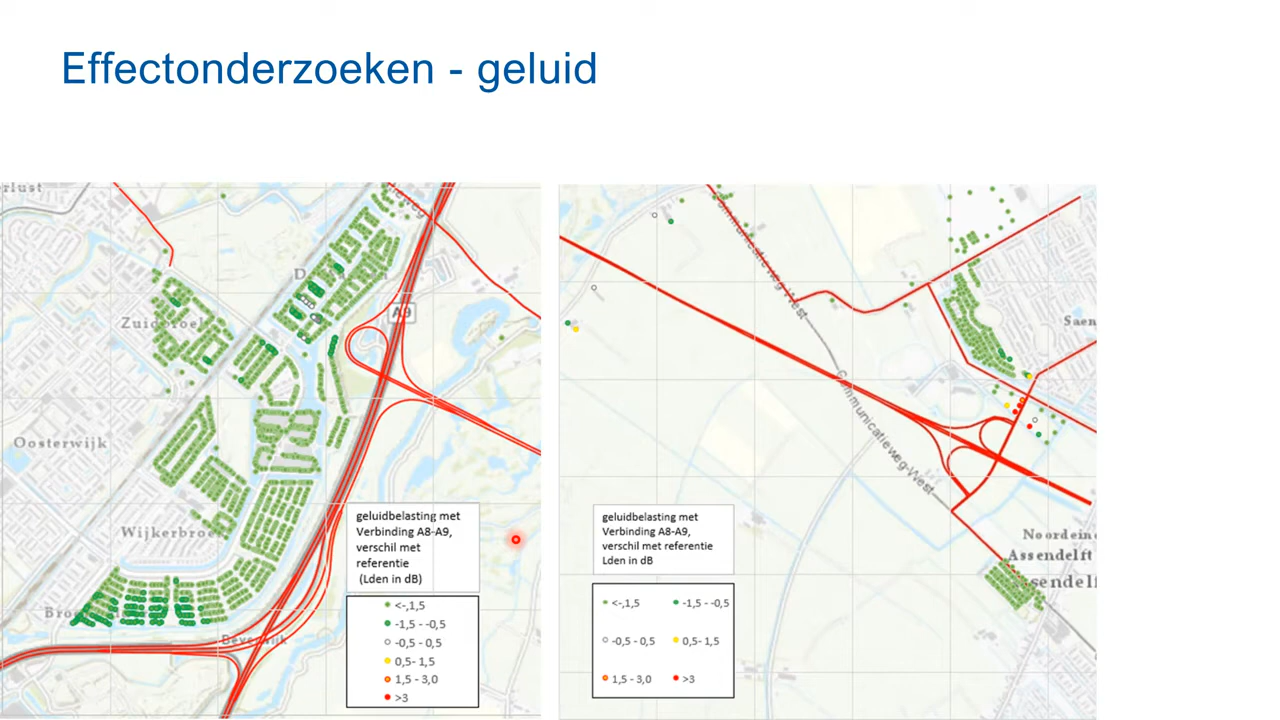 Effectonderzoeken - geluid
A9
Oosterwijk
geluidbelasting met
Verbinding A8-A9,
verschil met
referentie
(Lden in dB)
<-,1,5
-1,5 - -0,5
-0,5 - 0,5
0,5- 1,5
1,5 - 3,0
>3
Communicatieweg-West
geluidbelasting met
Verbinding A8-A9,
verschil met referentie
Lden in dB
<-,1,5
-1,5 - -0,5
-0,5 - 0,5
0,5- 1,5
1,5 - 3,0
>3
Saen
Noordein
Assendelft